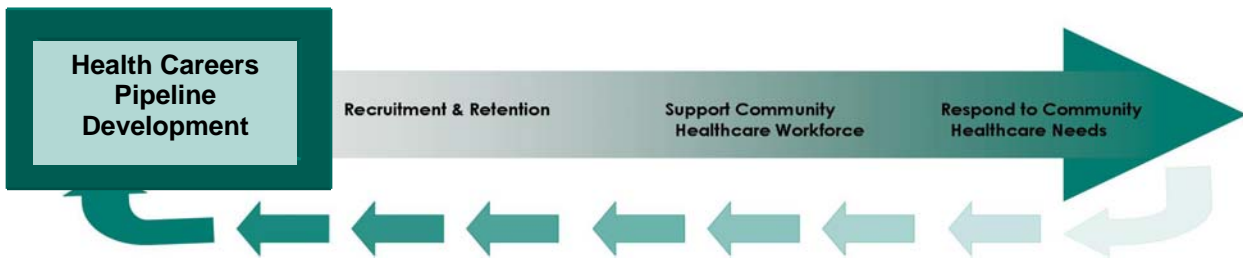 Health Careers
Pipeline
Development
Recruitment & Retention
Support Community
Healthcare Workforce
Respond to Community
Healthcare Needs